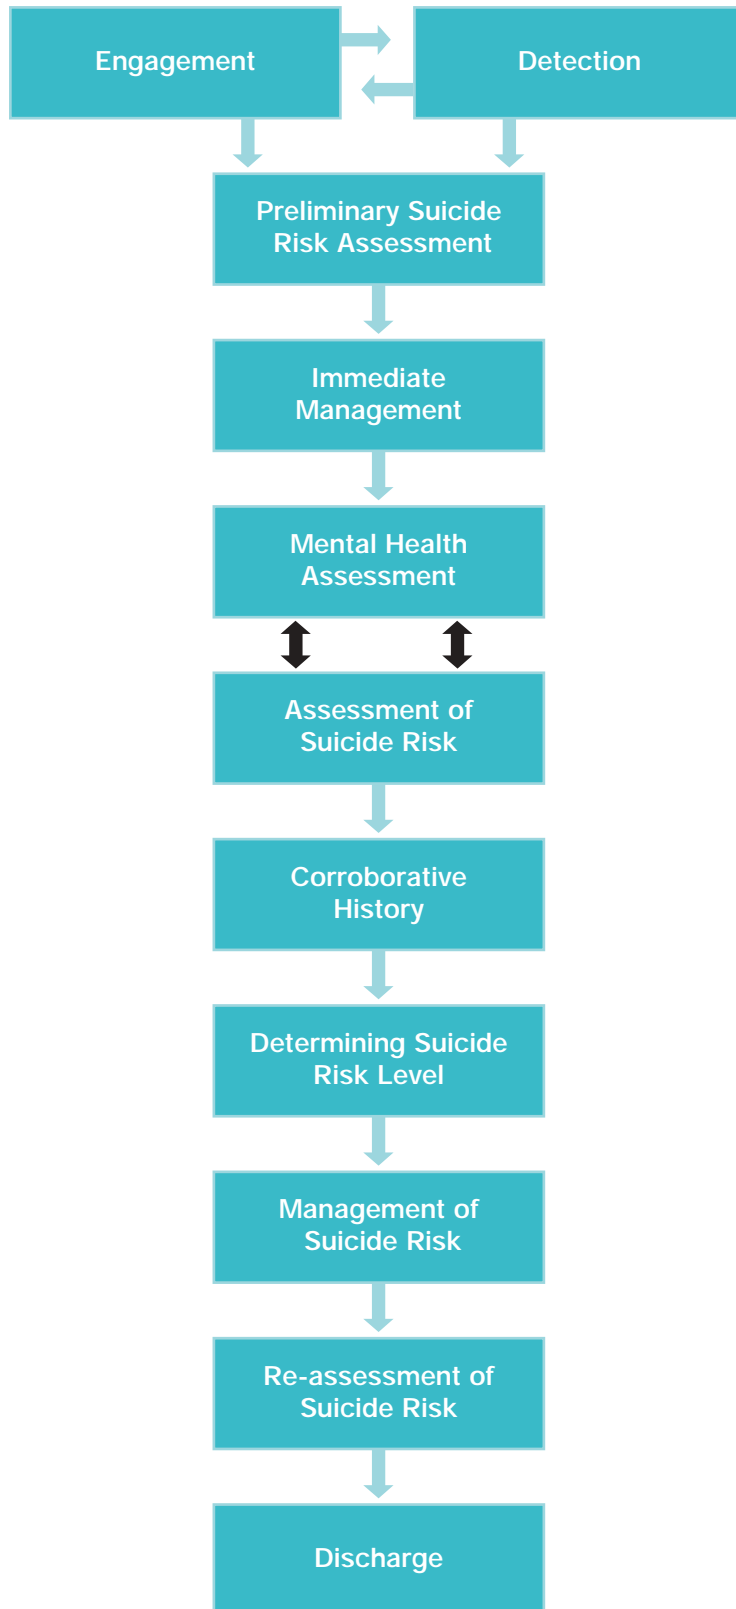 Engagement
Detection
Preliminary Suicide
Risk Assessment
Immediate
Management
Mental Health
Assessment
Assessment of
Suicide Risk
Corroborative
History
Determining Suicide
Risk Level
Management of
Suicide Risk
Re-assessment of
Suicide Risk
Discharge